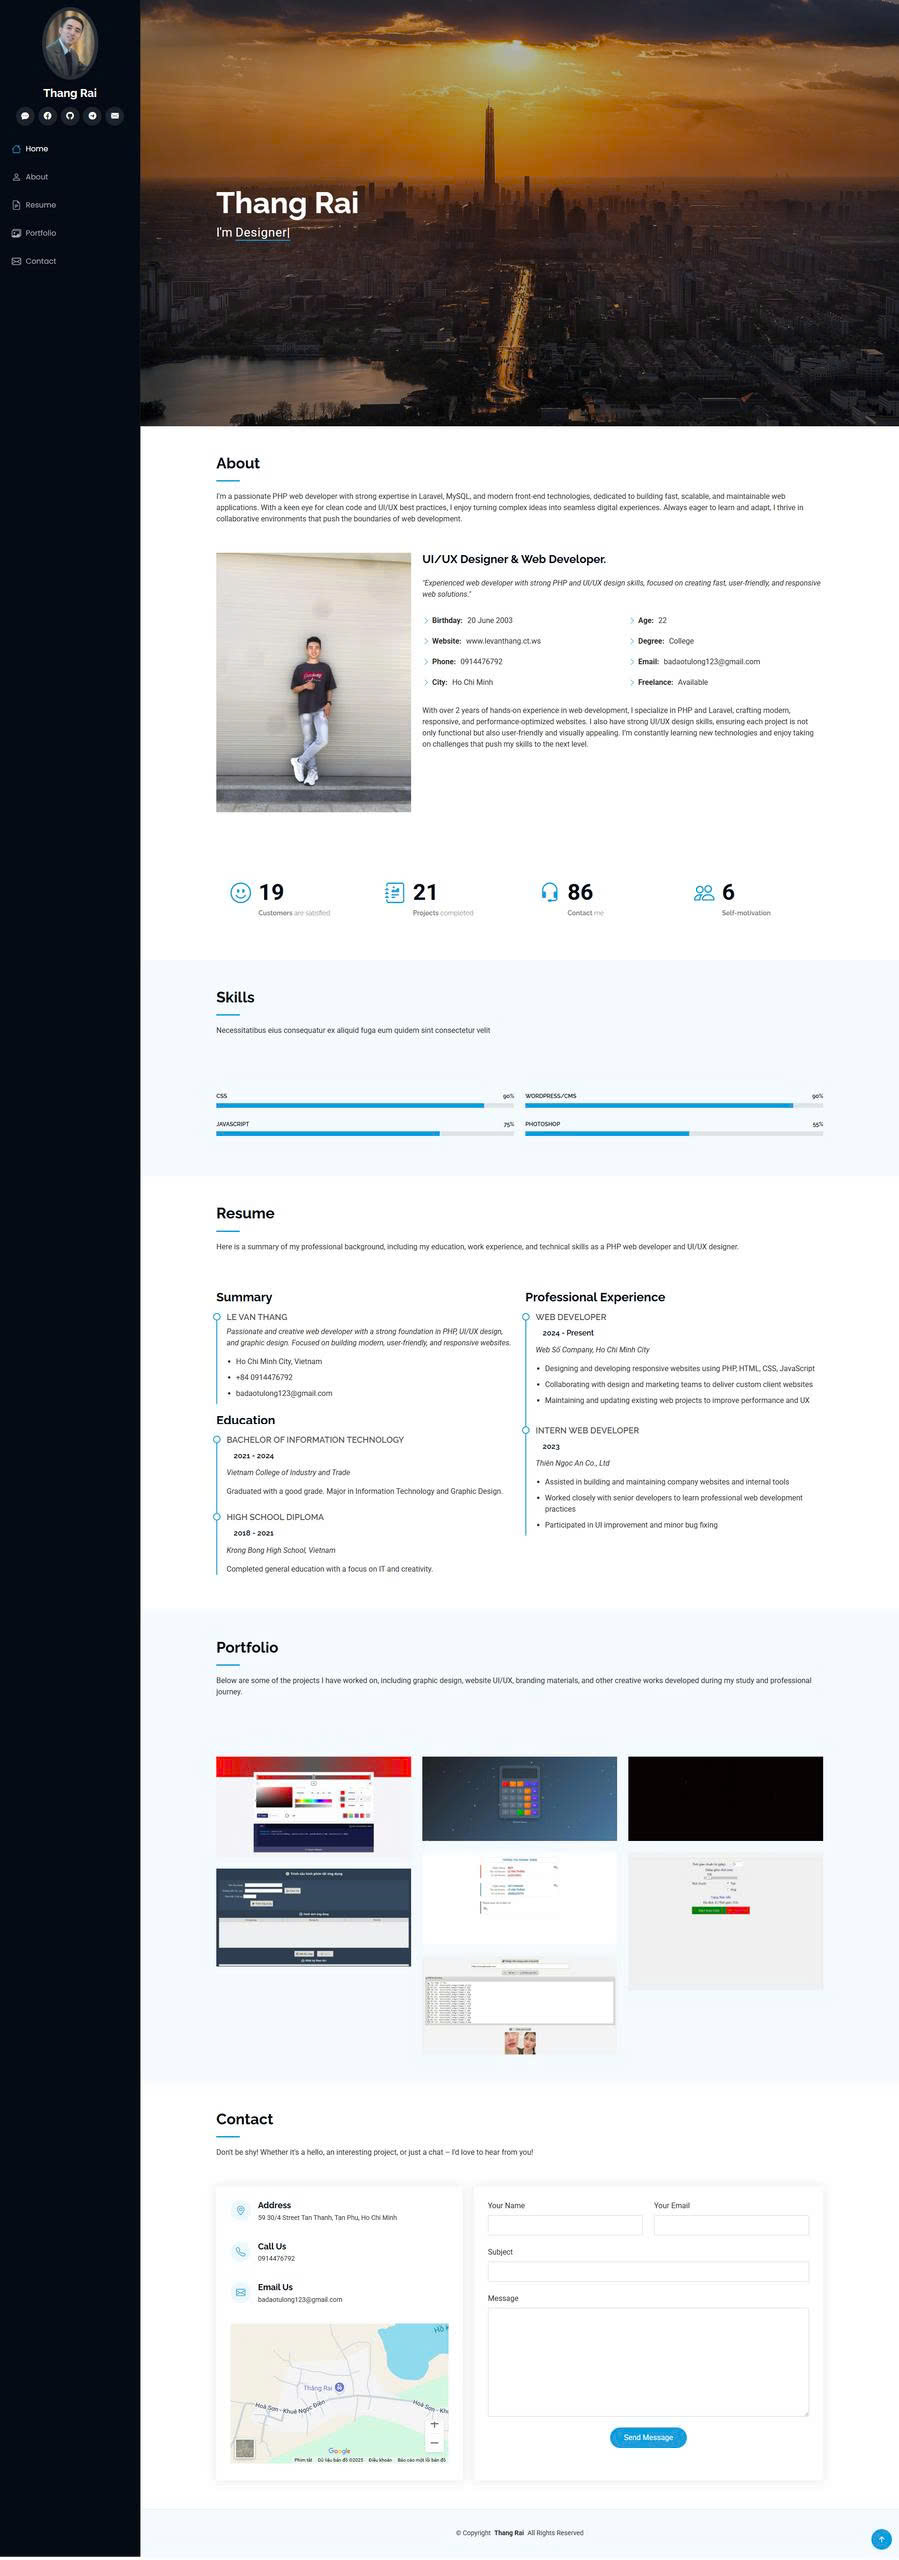 Thang Rai
Home
About
Resume
Portfolio
Contact
Thang Rai
I'm Designer|
About
I'm a passionate PHP web developer with strong expertise in Laravel, MySQL, and modern front-end technologies, dedicated to building fast, scalable, and maintainable web
applications. With a keen eye for clean code and UI/UX best practices, I enjoy turning complex ideas into seamless digital experiences. Always eager to learn and adapt, I thrive in
collaborative environments that push the boundaries of web development.
UI/UX Designer & Web Developer.
"Experienced web developer with strong PHP and UI/UX design skills, focused on creating fast, user-friendly, and responsive
web solutions."
Birthday: 20 June 2003
Age: 22
Website: www.levanthang.ct.ws
Degree: College
Phone: 0914476792
Email: badaotulong123@gmail.com
City: Ho Chi Minh
Freelance: Available
With over 2 years of hands-on experience in web development, I specialize in PHP and Laravel, crafting modern,
responsive, and performance-optimized websites. I also have strong UI/UX design skills, ensuring each project is not
only functional but also user-friendly and visually appealing. I'm constantly learning new technologies and enjoy taking
on challenges that push my skills to the next level.
19
Customers are satisfied
21
Projects completed
86
Contact me
6
Self-motivation
Skills
Necessitatibus eius consequatur ex aliquid fuga eum quidem sint consectetur velit
CSS 90%
WORDPRESS/CMS 90%
JAVASCRIPT 75%
PHOTOSHOP 55%
Resume
Here is a summary of my professional background, including my education, work experience, and technical skills as a PHP web developer and UI/UX designer.
Summary
LE VAN THANG
Passionate and creative web developer with a strong foundation in PHP, UI/UX design,
and graphic design. Focused on building modern, user-friendly, and responsive websites.
Ho Chi Minh City, Vietnam
+84 0914476792
badaotulong123@gmail.com
Education
BACHELOR OF INFORMATION TECHNOLOGY
2021 - 2024
Vietnam College of Industry and Trade
Graduated with a good grade. Major in Information Technology and Graphic Design.
HIGH SCHOOL DIPLOMA
2018 - 2021
Krong Bong High School, Vietnam
Completed general education with a focus on IT and creativity.
Professional Experience
WEB DEVELOPER
2024 - Present
Web Số Company, Ho Chi Minh City
Designing and developing responsive websites using PHP, HTML, CSS, JavaScript
Collaborating with design and marketing teams to deliver custom client websites
Maintaining and updating existing web projects to improve performance and UX
INTERN WEB DEVELOPER
2023
Thiên Ngọc An Co., Ltd
Assisted in building and maintaining company websites and internal tools
Worked closely with senior developers to learn professional web development
practices
Participated in UI improvement and minor bug fixing
Portfolio
Below are some of the projects I have worked on, including graphic design, website UI/UX, branding materials, and other creative works developed during my study and professional
journey.
Contact
Don't be shy! Whether it's a hello, an interesting project, or just a chat – I'd love to hear from you!
Address
59 30/4 Street Tan Thanh, Tan Phu, Ho Chi Minh
Call Us
0914476792
Email Us
badaotulong123@gmail.com
Thăng Rai
Hoà Sơn - Khuê Ngọc Điền
Google
Phím tắt
Dữ liệu bản đồ ©2025
Điều khoản
Báo cáo một lỗi bản đồ
Your Name
Your Email
Subject
Message
Send Message
© Copyright Thang Rai All Rights Reserved